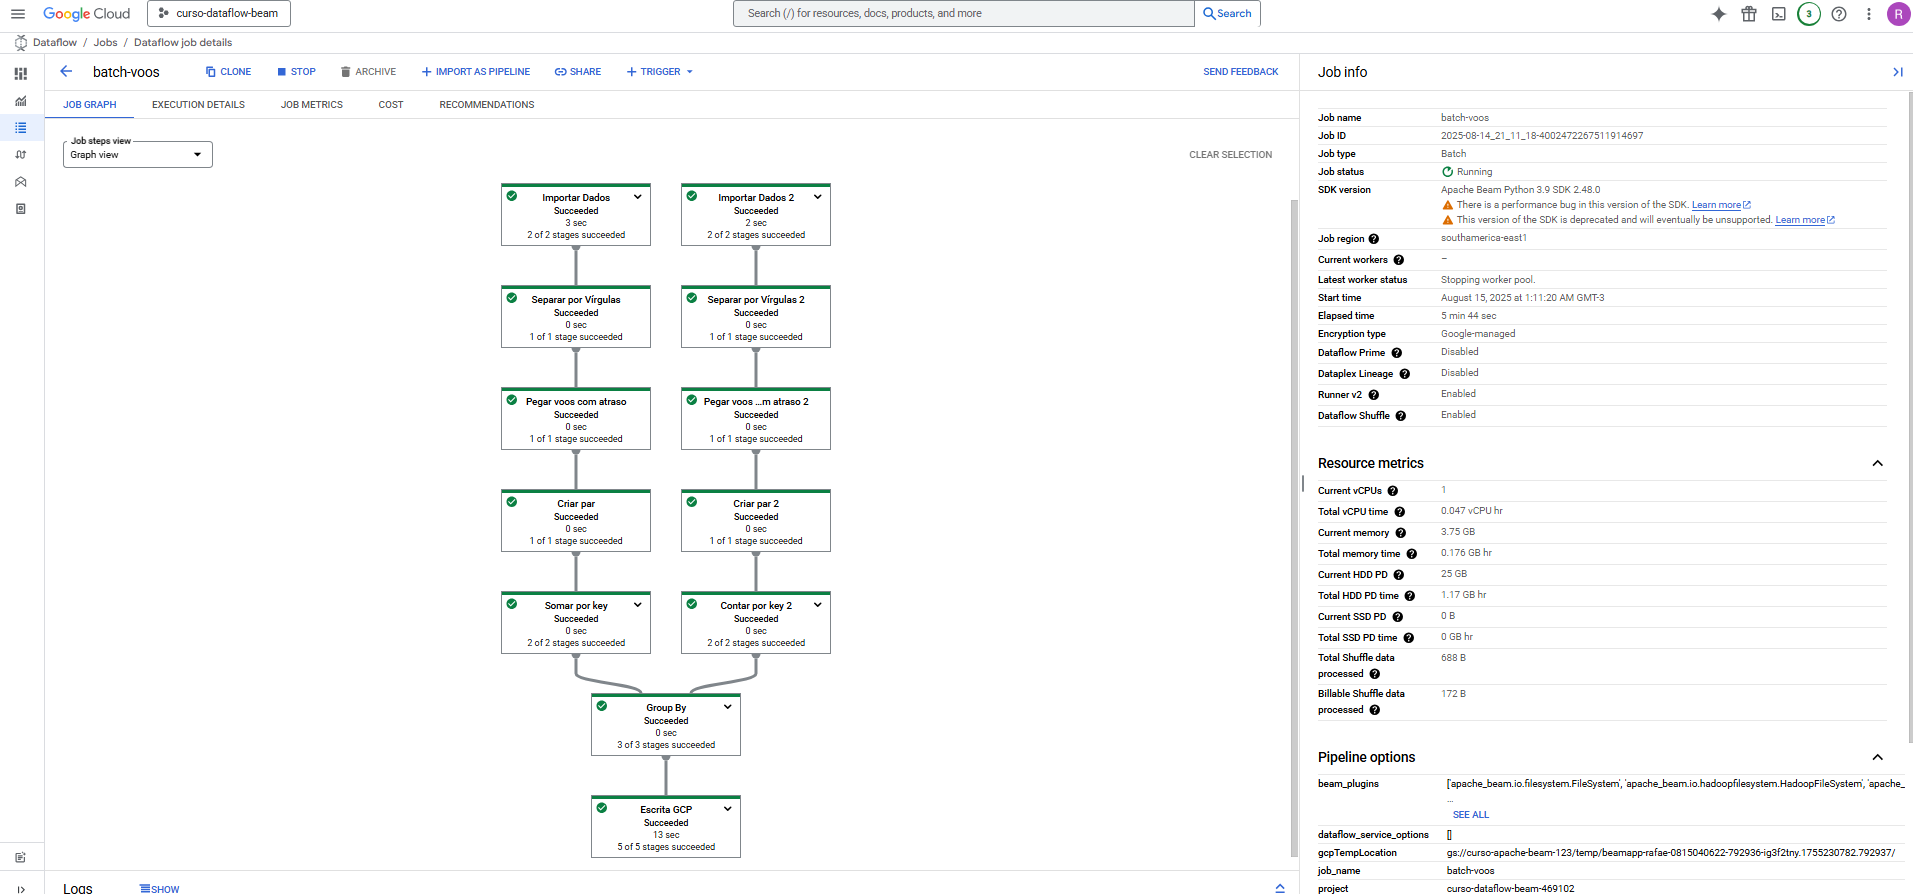 Google Cloud
curso-dataflow-beam
Search (/) for resources, docs, products, and more
Search
3
R
Dataflow / Jobs / Dataflow job details
batch-voos
CLONE
STOP
ARCHIVE
IMPORT AS PIPELINE
SHARE
TRIGGER
SEND FEEDBACK
JOB GRAPH
EXECUTION DETAILS
JOB METRICS
COST
RECOMMENDATIONS
Job steps view
Graph view
CLEAR SELECTION
Importar Dados
Succeeded
3 sec
2 of 2 stages succeeded
Importar Dados 2
Succeeded
2 sec
2 of 2 stages succeeded
Separar por Vírgulas
Succeeded
0 sec
1 of 1 stage succeeded
Separar por Vírgulas 2
Succeeded
0 sec
1 of 1 stage succeeded
Pegar voos com atraso
Succeeded
0 sec
1 of 1 stage succeeded
Pegar voos ...m atraso 2
Succeeded
0 sec
1 of 1 stage succeeded
Criar par
Succeeded
0 sec
1 of 1 stage succeeded
Criar par 2
Succeeded
0 sec
1 of 1 stage succeeded
Somar por key
Succeeded
0 sec
2 of 2 stages succeeded
Contar por key 2
Succeeded
0 sec
2 of 2 stages succeeded
Group By
Succeeded
0 sec
3 of 3 stages succeeded
Escrita GCP
Succeeded
13 sec
5 of 5 stages succeeded
Logs
SHOW
Job info
Job name batch-voos
Job ID 2025-08-14_21_11_18-4002472267511914697
Job type Batch
Job status Running
SDK version Apache Beam Python 3.9 SDK 2.48.0
There is a performance bug in this version of the SDK. Learn more
This version of the SDK is deprecated and will eventually be unsupported. Learn more
Job region southamerica-east1
Current workers –
Latest worker status Stopping worker pool.
Start time August 15, 2025 at 1:11:20 AM GMT-3
Elapsed time 5 min 44 sec
Encryption type Google-managed
Dataflow Prime Disabled
Dataplex Lineage Disabled
Runner v2 Enabled
Dataflow Shuffle Enabled
Resource metrics
Current vCPUs 1
Total vCPU time 0.047 vCPU hr
Current memory 3.75 GB
Total memory time 0.176 GB hr
Current HDD PD 25 GB
Total HDD PD time 1.17 GB hr
Current SSD PD 0 B
Total SSD PD time 0 GB hr
Total Shuffle data processed 688 B
Billable Shuffle data processed 172 B
Pipeline options
beam_plugins ['apache_beam.io.filesystem.FileSystem', 'apache_beam.io.hadoopfilesystem.HadoopFileSystem', 'apache_
...
SEE ALL
dataflow_service_options []
gcpTempLocation gs://curso-apache-beam-123/temp/beamapp-rafae-0815040622-792936-ig3f2tny.1755230782.792937/
job_name batch-voos
project curso-dataflow-beam-469102